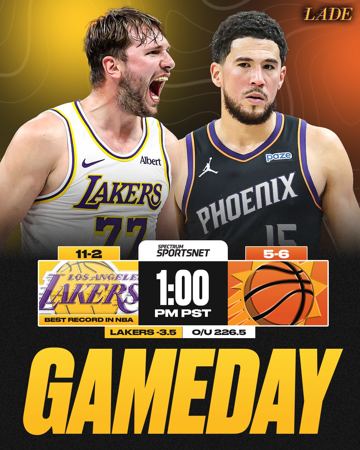 LADE
Albert
paze
LAKERS
77
PHOENIX
15
SPECTRUM
SPORTSNET
11-2
5-6
LOS ANGELES
LAKERS
BEST RECORD IN NBA
1:00
PM PST
LAKERS -3.5
O/U 226.5
GAMEDAY